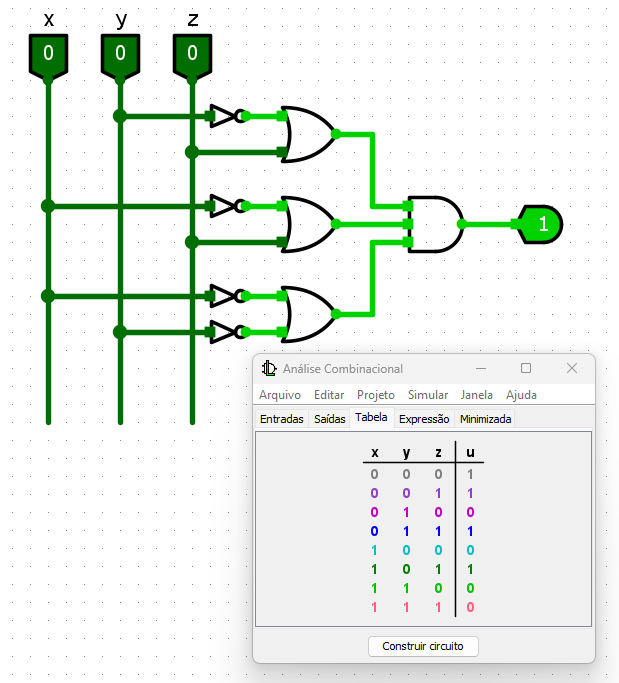 x y z
0 0 0
1
Análise Combinacional
Arquivo Editar Projeto Simular Janela Ajuda
Entradas Saídas Tabela Expressão Minimizada
x y z u
0 0 0 1
0 0 1 1
0 1 0 0
0 1 1 1
1 0 0 0
1 0 1 1
1 1 0 0
1 1 1 0
Construir circuito